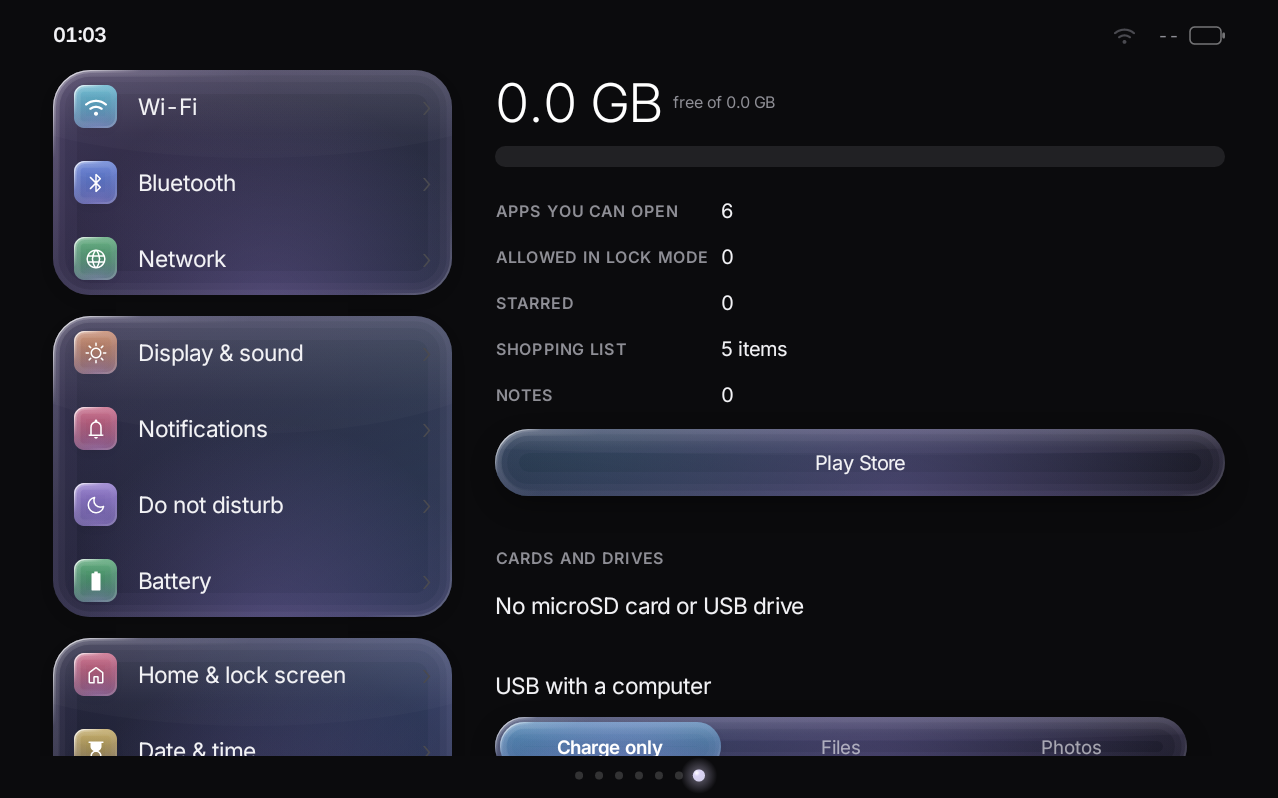 01:03
--
Wi-Fi
Bluetooth
Network
Display & sound
Notifications
Do not disturb
Battery
Home & lock screen
Date & time
0.0 GB free of 0.0 GB
APPS YOU CAN OPEN 6
ALLOWED IN LOCK MODE 0
STARRED 0
SHOPPING LIST 5 items
NOTES 0
Play Store
CARDS AND DRIVES
No microSD card or USB drive
USB with a computer
Charge only Files Photos